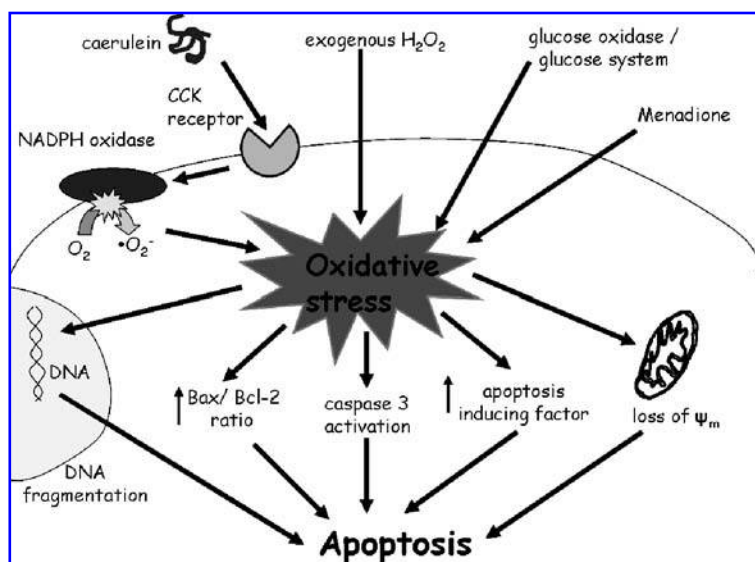 caerulein
exogenous H₂O₂
glucose oxidase /
glucose system
CCK
receptor
Menadione
NADPH oxidase
O₂
•O₂⁻
Oxidative
stress
DNA
↑ Bax/ Bcl-2
ratio
caspase 3
activation
↑ apoptosis
inducing factor
loss of Ψₘ
DNA
fragmentation
Apoptosis